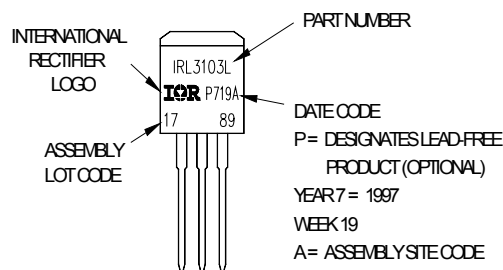 INTERNATIONAL
RECTIFIER
LOGO
PART NUMBER
IRL3103L
IOR P719A
17 89
ASSEMBLY
LOT CODE
DATE CODE
P = DESIGNATES LEAD-FREE
PRODUCT (OPTIONAL)
YEAR 7 = 1997
WEEK 19
A = ASSEMBLY SITE CODE